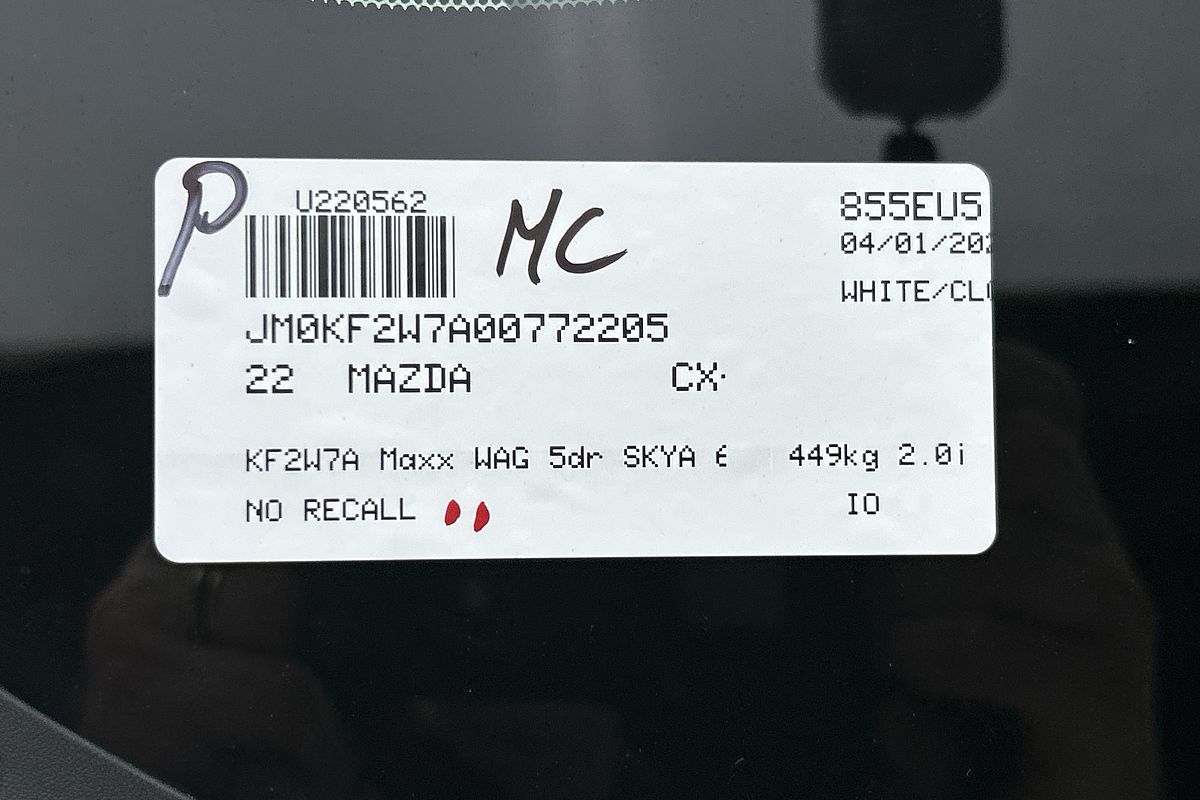 P
U220562
MC
855EU5
04/01/202
WHITE/CL
JM0KF2W7A00772205
22 MAZDA CX-
KF2W7A Maxx WAG 5dr SKYA 6 449kg 2.0i
NO RECALL IO